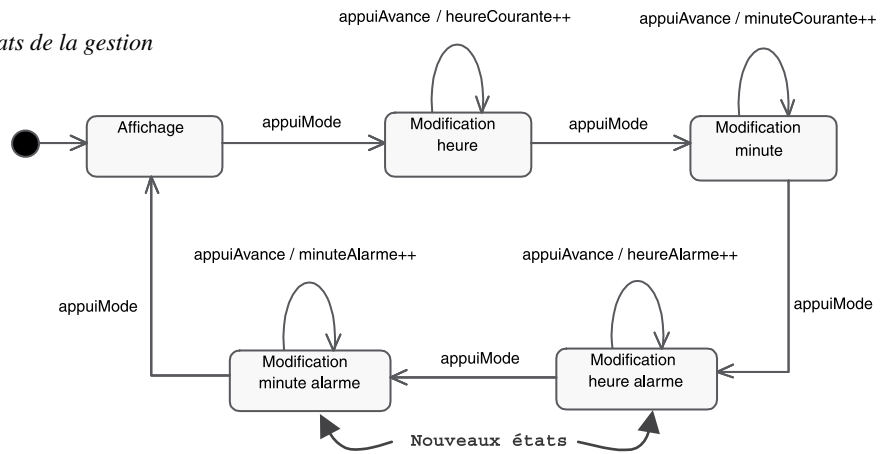 appuiAvance / heureCourante++
appuiAvance / minuteCourante++
ats de la gestion
Affichage
appuiMode
Modification
heure
appuiMode
Modification
minute
appuiAvance / minuteAlarme++
appuiAvance / heureAlarme++
appuiMode
appuiMode
Modification
minute alarme
appuiMode
Modification
heure alarme
Nouveaux états